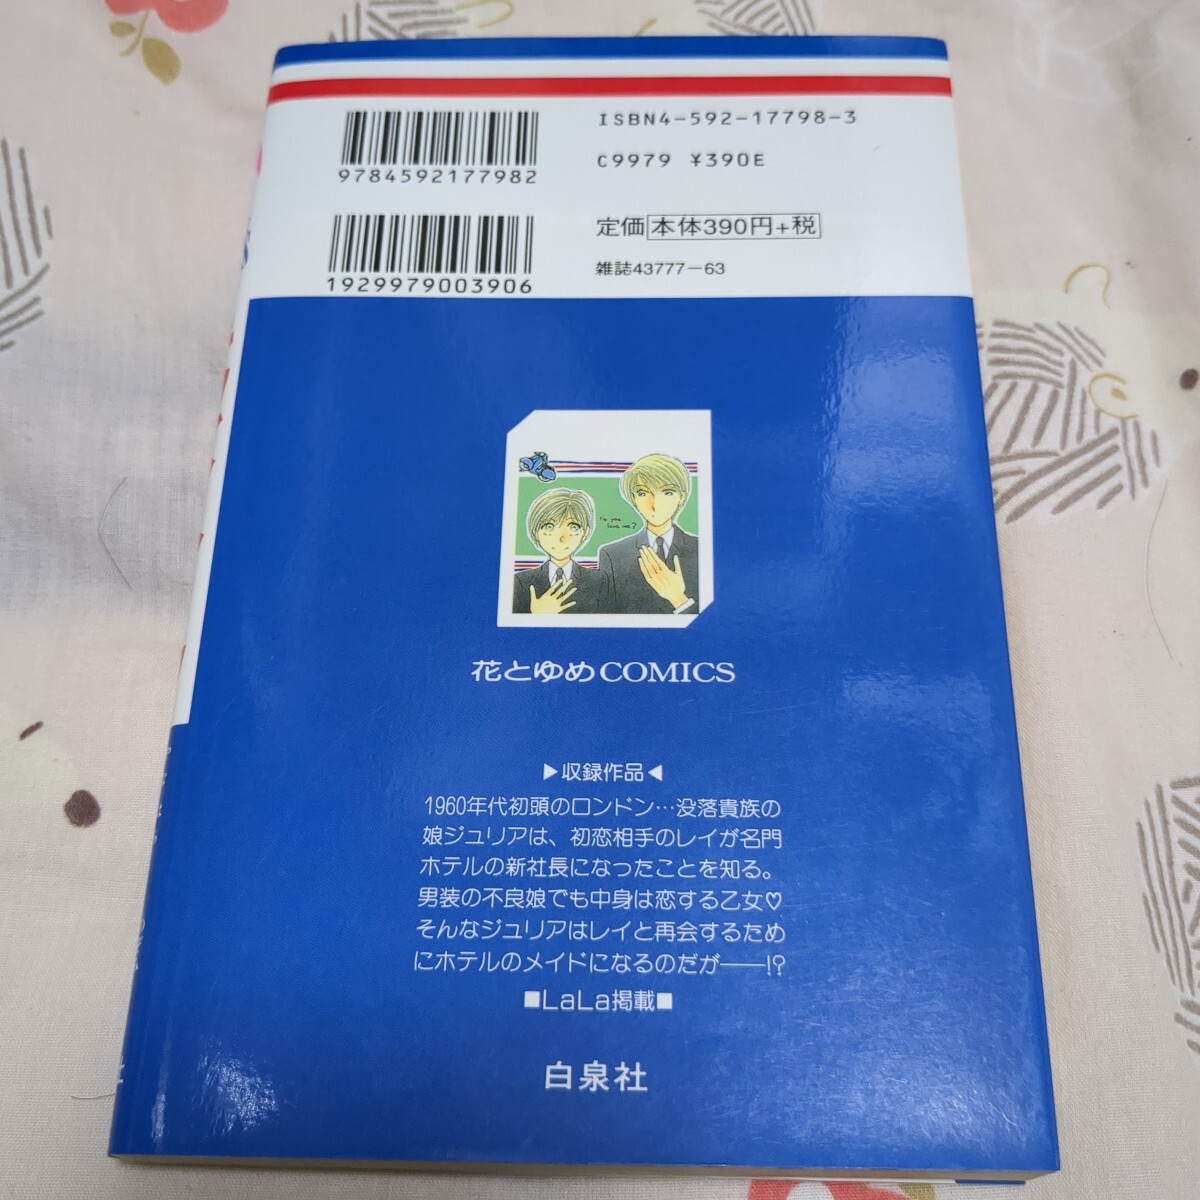 ISBN4-592-17798-3
9784592177982
C9979 ¥390E
定価 本体390円+税
1929979003906
雑誌43777-63
Do you love me?
花とゆめCOMICS
▶収録作品◀
1960年代初頭のロンドン…没落貴族の
娘ジュリアは、初恋相手のレイが名門
ホテルの新社長になったことを知る。
男装の不良娘でも中身は恋する乙女♡
そんなジュリアはレイと再会するため
にホテルのメイドになるのだが――!?
■LaLa掲載■
白泉社